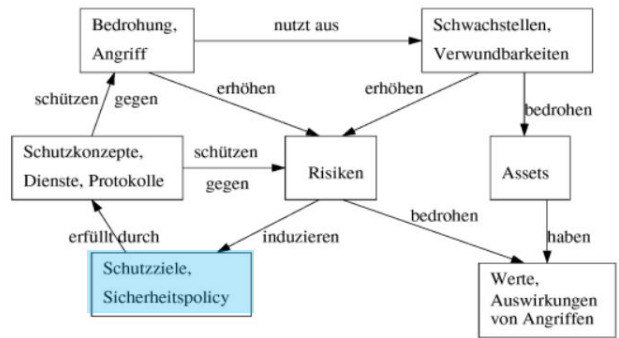 Bedrohung,
Angriff
nutzt aus
Schwachstellen,
Verwundbarkeiten
schützen gegen
erhöhen
erhöhen
bedrohen
Schutzkonzepte,
Dienste, Protokolle
schützen
gegen
Risiken
Assets
erfüllt durch
induzieren
bedrohen
haben
Schutzziele,
Sicherheitspolicy
Werte,
Auswirkungen
von Angriffen